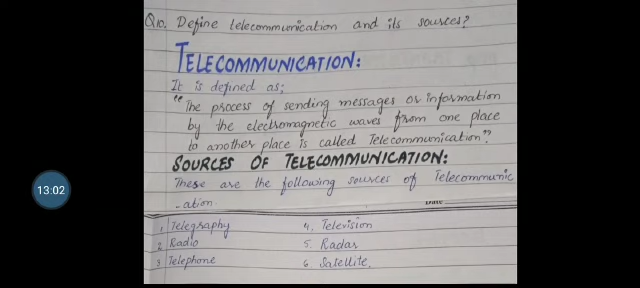 Q10. Define telecommunication and its sources?
TELECOMMUNICATION:
It is defined as;
"The process of sending messages or information
by the electromagnetic waves from one place
to another place is called Telecommunication".
SOURCES OF TELECOMMUNICATION:
These are the following sources of Telecommunic
-ation.
Date
1 Telegraphy 4. Television
2 Radio 5. Radar
3 Telephone 6. Satellite.
13:02